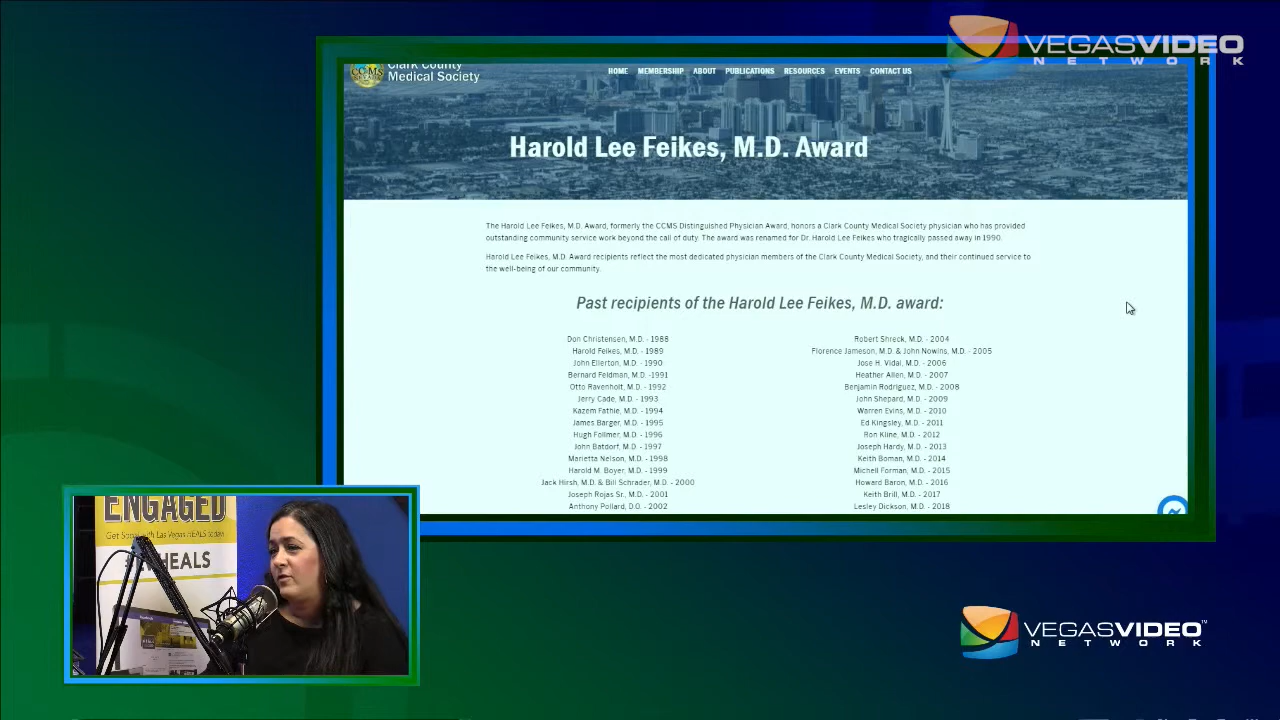 VEGASVIDEO
NETWORK
Clark County
Medical Society
HOME MEMBERSHIP ABOUT PUBLICATIONS RESOURCES EVENTS CONTACT US
Harold Lee Feikes, M.D. Award
The Harold Lee Feikes, M.D. Award, formerly the CCMS Distinguished Physician Award, honors a Clark County Medical Society physician who has provided
outstanding community service work beyond the call of duty. The award was renamed for Dr. Harold Lee Feikes who tragically passed away in 1990.
Harold Lee Feikes, M.D. Award recipients reflect the most dedicated physician members of the Clark County Medical Society, and their continued service to
the well-being of our community.
Past recipients of the Harold Lee Feikes, M.D. award:
Don Christensen, M.D. - 1988
Harold Feikes, M.D. - 1989
John Ellerton, M.D. - 1990
Bernard Feldman, M.D. -1991
Otto Ravenholt, M.D. - 1992
Jerry Cade, M.D. - 1993
Kazem Fathie, M.D. - 1994
James Barger, M.D. - 1995
Hugh Follmer, M.D. - 1996
John Batdorf, M.D. - 1997
Marietta Nelson, M.D. - 1998
Harold M. Boyer, M.D. - 1999
Jack Hirsh, M.D. & Bill Schrader, M.D. - 2000
Joseph Rojas Sr., M.D. - 2001
Anthony Pollard, D.O. - 2002
Robert Shreck, M.D. - 2004
Florence Jameson, M.D. & John Nowins, M.D. - 2005
Jose H. Vidal, M.D. - 2006
Heather Allen, M.D. - 2007
Benjamin Rodriguez, M.D. - 2008
John Shepard, M.D. - 2009
Warren Evins, M.D. - 2010
Ed Kingsley, M.D. - 2011
Ron Kline, M.D. - 2012
Joseph Hardy, M.D. - 2013
Keith Boman, M.D. - 2014
Michell Forman, M.D. - 2015
Howard Baron, M.D. - 2016
Keith Brill, M.D. - 2017
Lesley Dickson, M.D. - 2018
ENGAGED
Get with Las Vegas HEALS today!
HEALS
VEGASVIDEO™
NETWORK